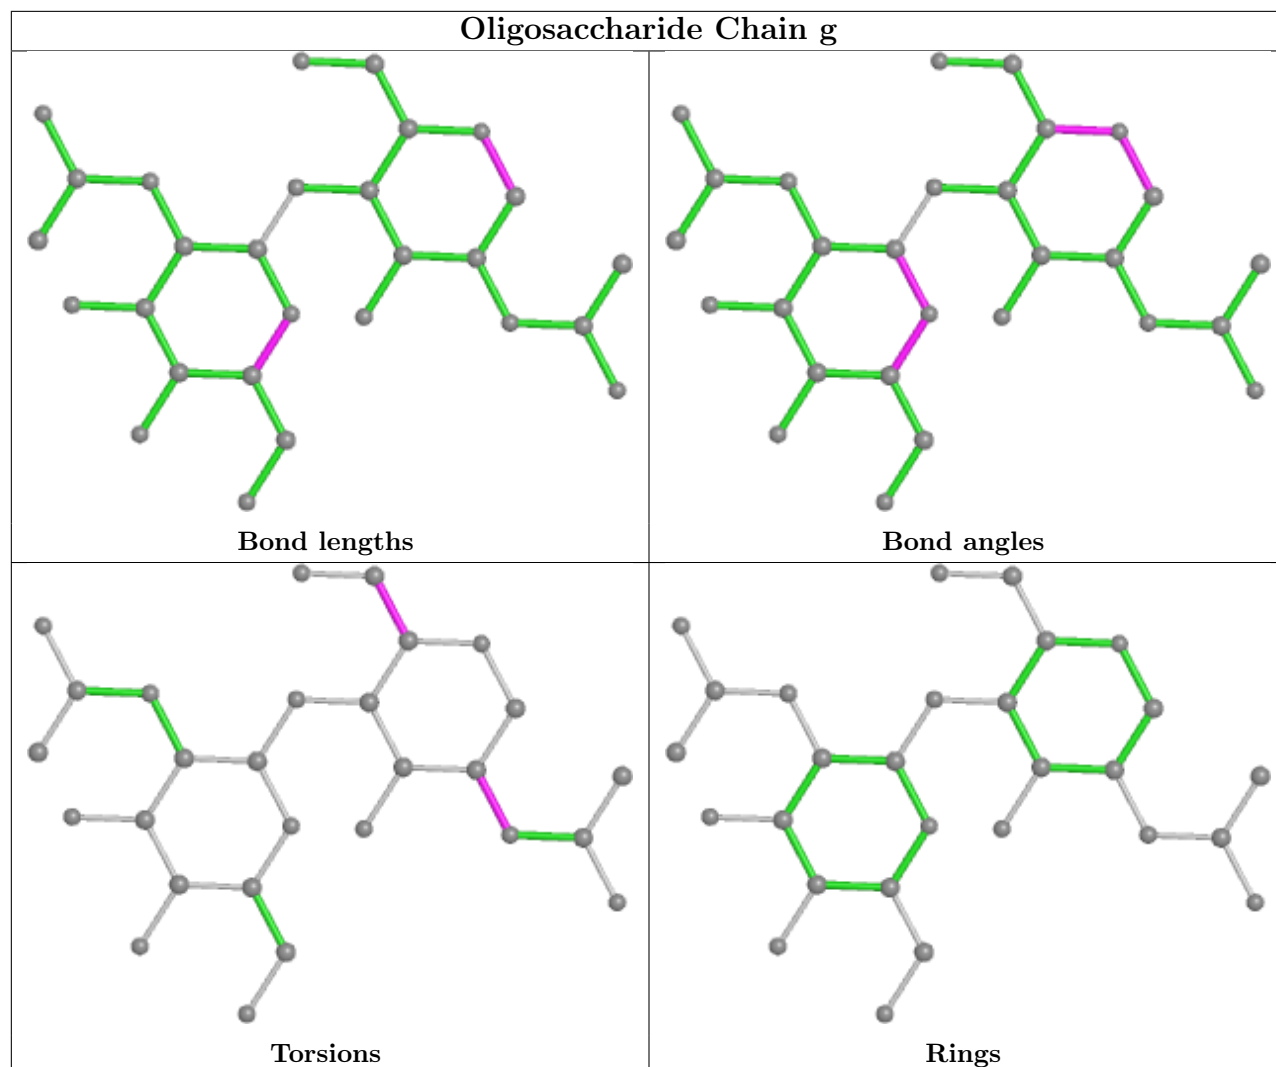 Oligosaccharide Chain g
Bond lengths
Bond angles
Torsions
Rings